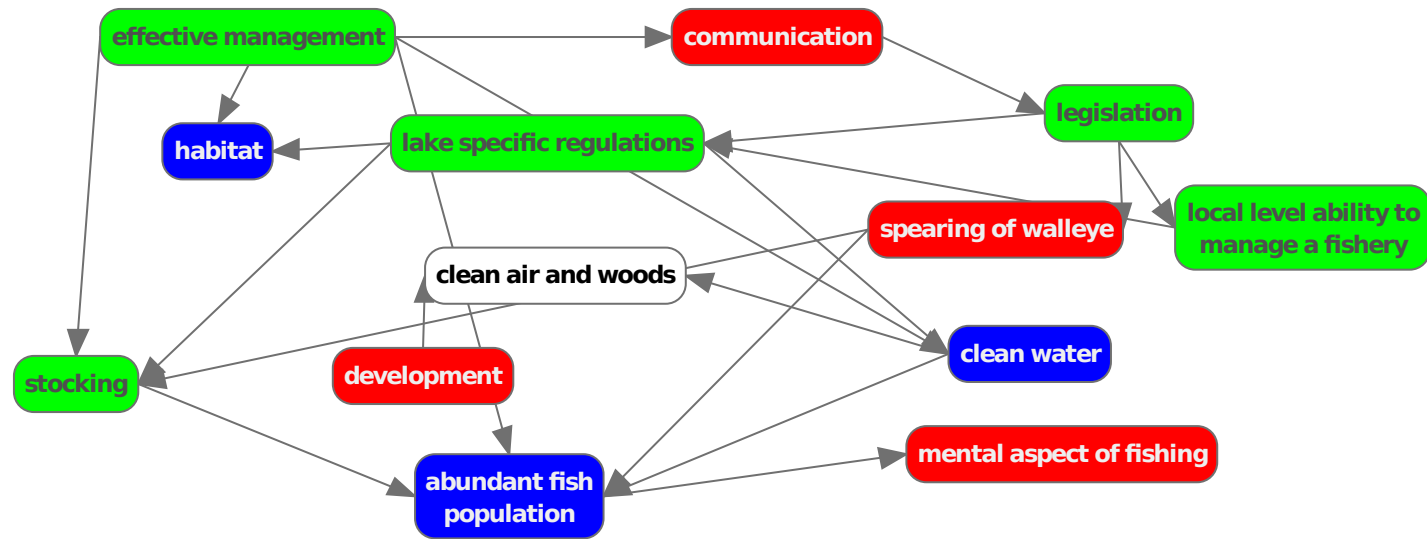 effective management
communication
legislation
lake specific regulations
habitat
local level ability to
manage a fishery
spearing of walleye
clean air and woods
clean water
development
stocking
mental aspect of fishing
abundant fish
population